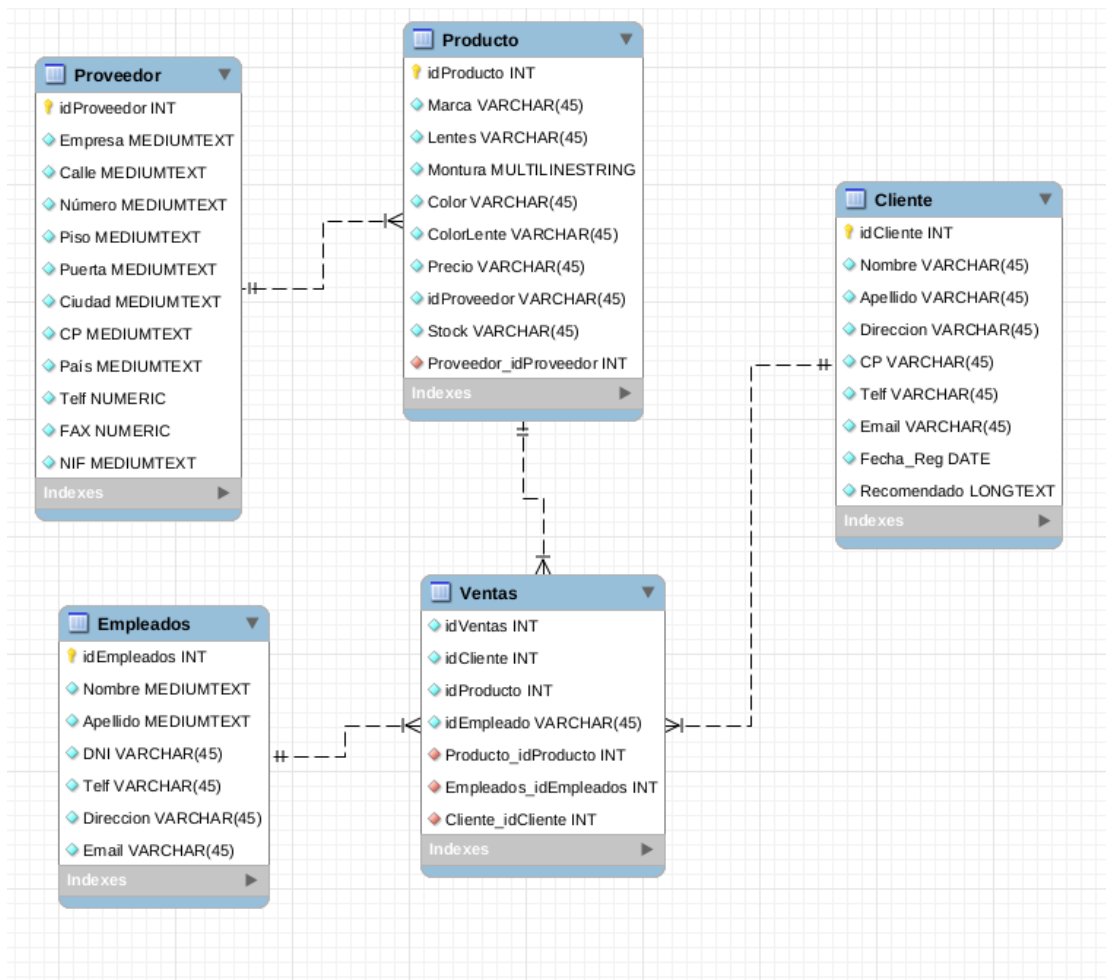 Proveedor
idProveedor INT
Empresa MEDIUMTEXT
Calle MEDIUMTEXT
Número MEDIUMTEXT
Piso MEDIUMTEXT
Puerta MEDIUMTEXT
Ciudad MEDIUMTEXT
CP MEDIUMTEXT
País MEDIUMTEXT
Telf NUMERIC
FAX NUMERIC
NIF MEDIUMTEXT
Indexes
Producto
idProducto INT
Marca VARCHAR(45)
Lentes VARCHAR(45)
Montura MULTILINESTRING
Color VARCHAR(45)
ColorLente VARCHAR(45)
Precio VARCHAR(45)
idProveedor VARCHAR(45)
Stock VARCHAR(45)
Proveedor_idProveedor INT
Indexes
Cliente
idCliente INT
Nombre VARCHAR(45)
Apellido VARCHAR(45)
Direccion VARCHAR(45)
CP VARCHAR(45)
Telf VARCHAR(45)
Email VARCHAR(45)
Fecha_Reg DATE
Recomendado LONGTEXT
Indexes
Empleados
idEmpleados INT
Nombre MEDIUMTEXT
Apellido MEDIUMTEXT
DNI VARCHAR(45)
Telf VARCHAR(45)
Direccion VARCHAR(45)
Email VARCHAR(45)
Indexes
Ventas
idVentas INT
idCliente INT
idProducto INT
idEmpleado VARCHAR(45)
Producto_idProducto INT
Empleados_idEmpleados INT
Cliente_idCliente INT
Indexes